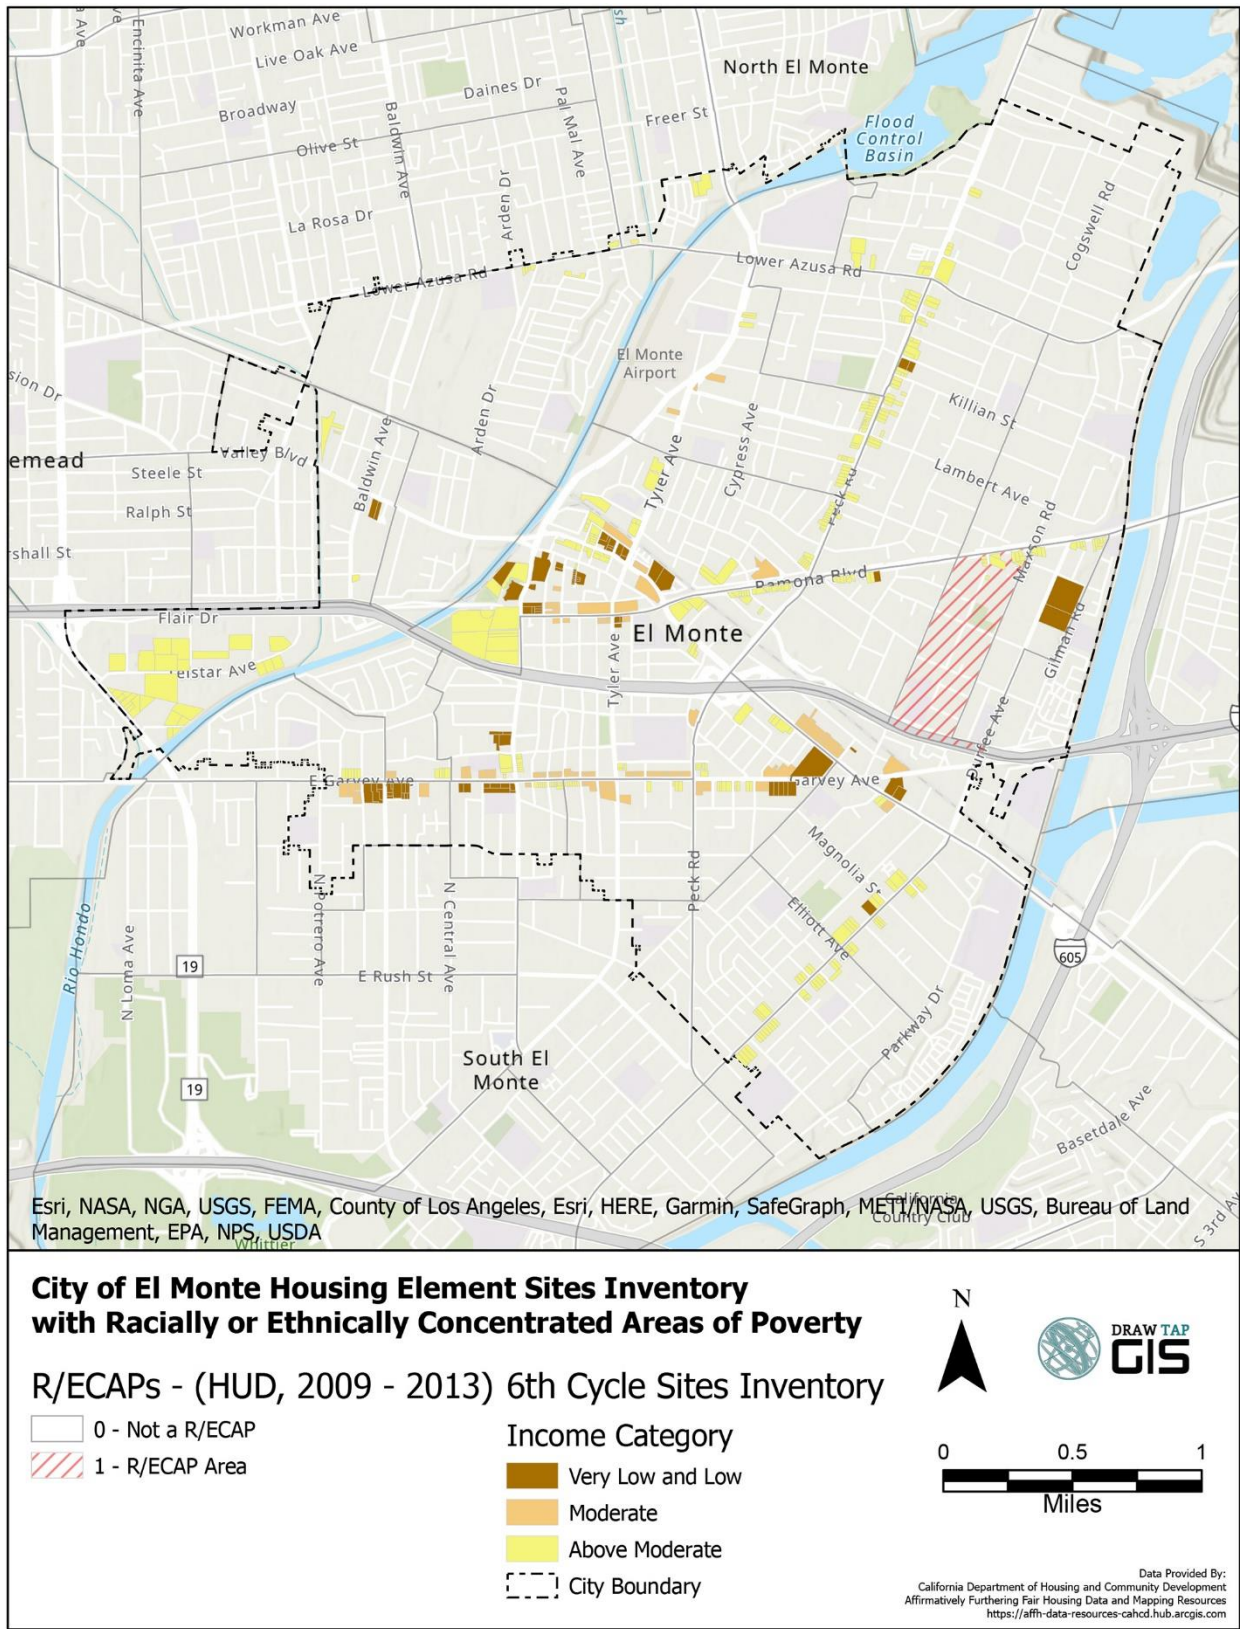 Workman Ave
Live Oak Ave
Encinita Ave
Broadway
Daines Dr
Olive St
Baldwin Ave
Pal Mal Ave
Freer St
North El Monte
Flood
Control
Basin
La Rosa Dr
Arden Dr
Cogswell Rd
Lower Azusa Rd
Lower Azusa Rd
El Monte
Airport
Arden Dr
Killian St
Baldwin Ave
Valley Blvd
Steele St
Ralph St
Tyler Ave
Cypress Ave
Peck Rd
Lambert Ave
Maxson Rd
Ramona Blvd
Flair Dr
El Monte
Telstar Ave
Tyler Ave
Gilman Rd
Durfee Ave
E Garvey Ave
Garvey Ave
Magnolia St
Peck Rd
Elliott Ave
N Potrero Ave
N Central Ave
N Loma Ave
Rio Hondo
19
E Rush St
605
Parkway Dr
South El
Monte
19
Basetdale Ave
California
Country Club
Whittier
Esri, NASA, NGA, USGS, FEMA, County of Los Angeles, Esri, HERE, Garmin, SafeGraph, METI/NASA, USGS, Bureau of Land
Management, EPA, NPS, USDA
City of El Monte Housing Element Sites Inventory
with Racially or Ethnically Concentrated Areas of Poverty
N
DRAW TAP
GIS
R/ECAPs - (HUD, 2009 - 2013) 6th Cycle Sites Inventory
0 - Not a R/ECAP
1 - R/ECAP Area
Income Category
Very Low and Low
Moderate
Above Moderate
City Boundary
0 0.5 1
Miles
Data Provided By:
California Department of Housing and Community Development
Affirmatively Furthering Fair Housing Data and Mapping Resources
https://affh-data-resources-cahcd.hub.arcgis.com